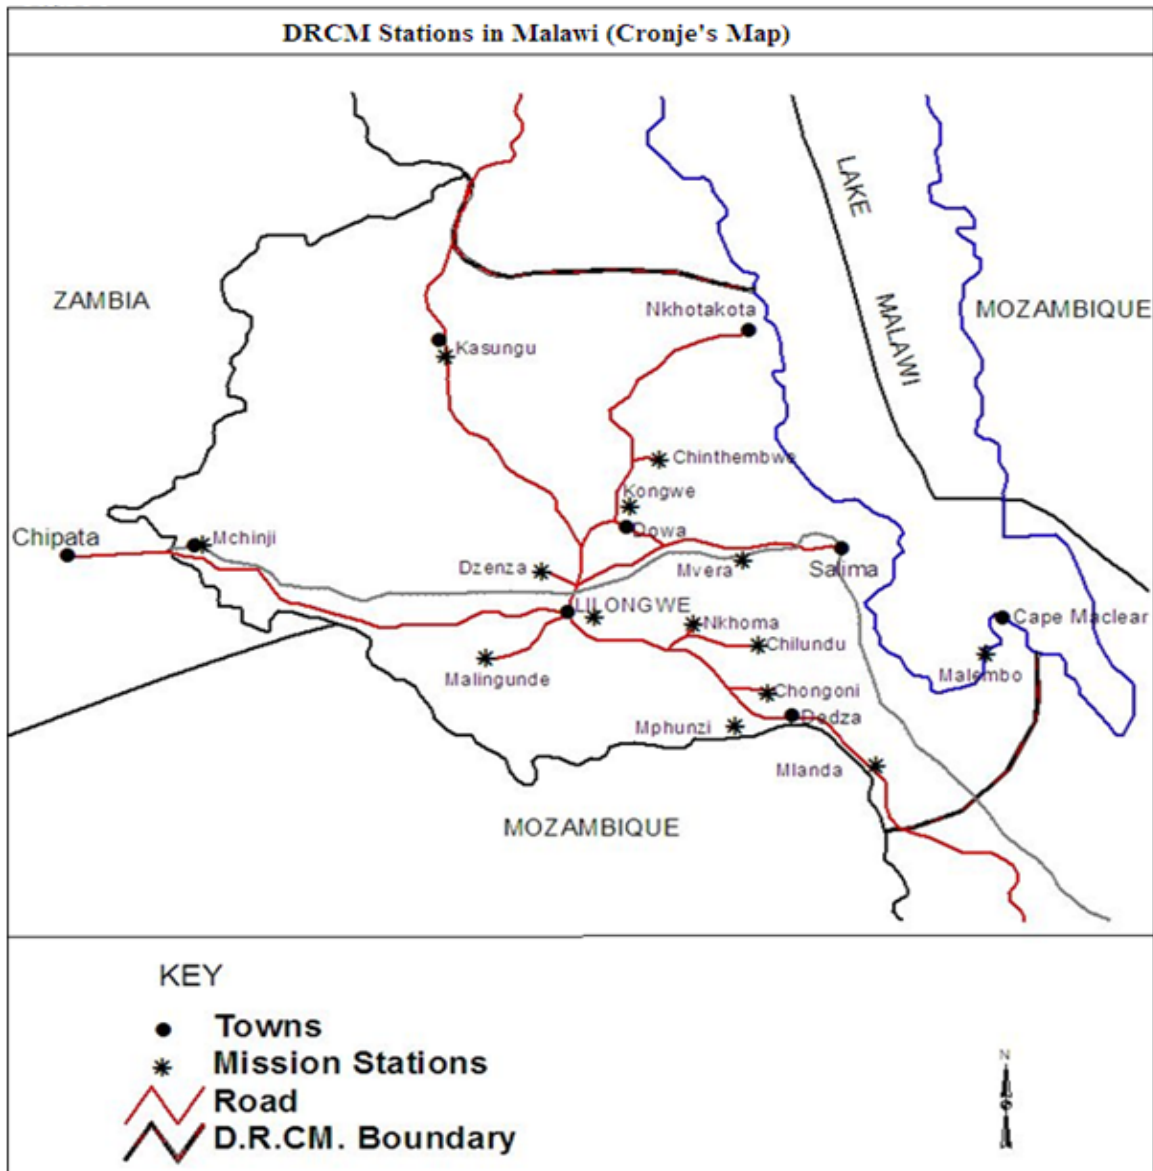 DRCM Stations in Malawi (Cronje's Map)
LAKE
ZAMBIA
MALAWI
MOZAMBIQUE
Nkhotakota
Kasungu
Chinthembwe
Kongwe
Chipata
Mchinji
Dowa
Dzenza
Mvera
Salima
LILONGWE
Nkhoma
Cape Maclear
Chilundu
Malingunde
Malembo
Chongoni
Mphunzi
Dedza
Mlanda
MOZAMBIQUE
KEY
Towns
Mission Stations
Road
D.R.CM. Boundary
N